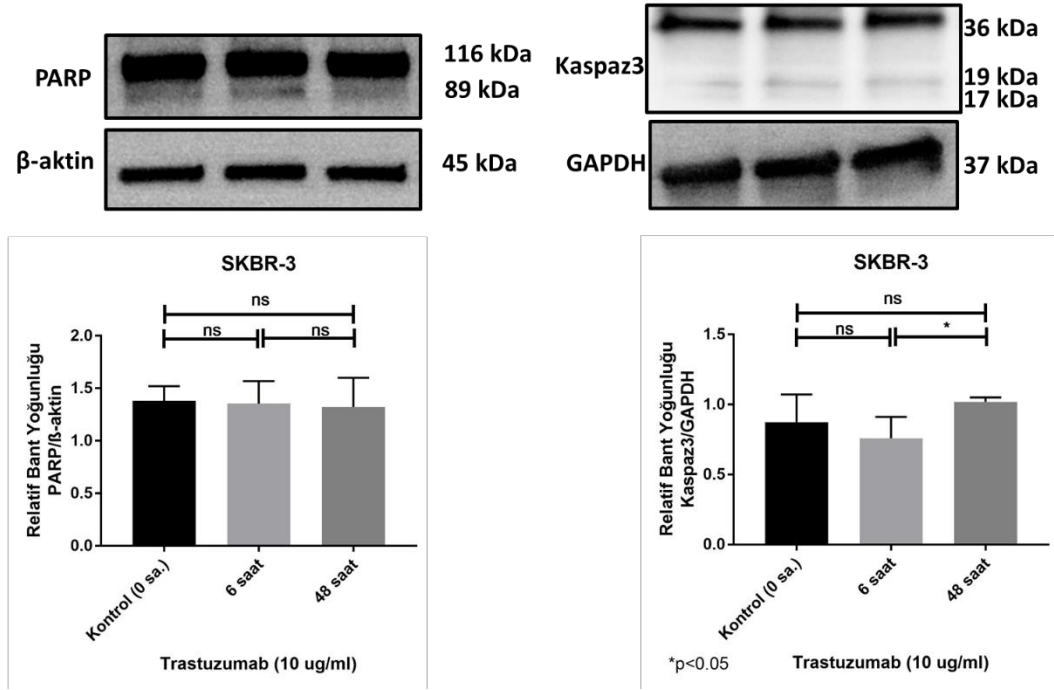 PARP
116 kDa
89 kDa
β-aktin
45 kDa
Kaspaz3
36 kDa
19 kDa
17 kDa
GAPDH
37 kDa
SKBR-3
ns
ns
ns
Relatif Bant Yoğunluğu
PARP/ß-aktin
2.0
1.5
1.0
0.5
0.0
Kontrol (0 sa.)
6 saat
48 saat
Trastuzumab (10 ug/ml)
SKBR-3
ns
ns
*
Relatif Bant Yoğunluğu
Kaspaz3/GAPDH
1.5
1.0
0.5
0.0
Kontrol (0 sa.)
6 saat
48 saat
*p<0.05
Trastuzumab (10 ug/ml)